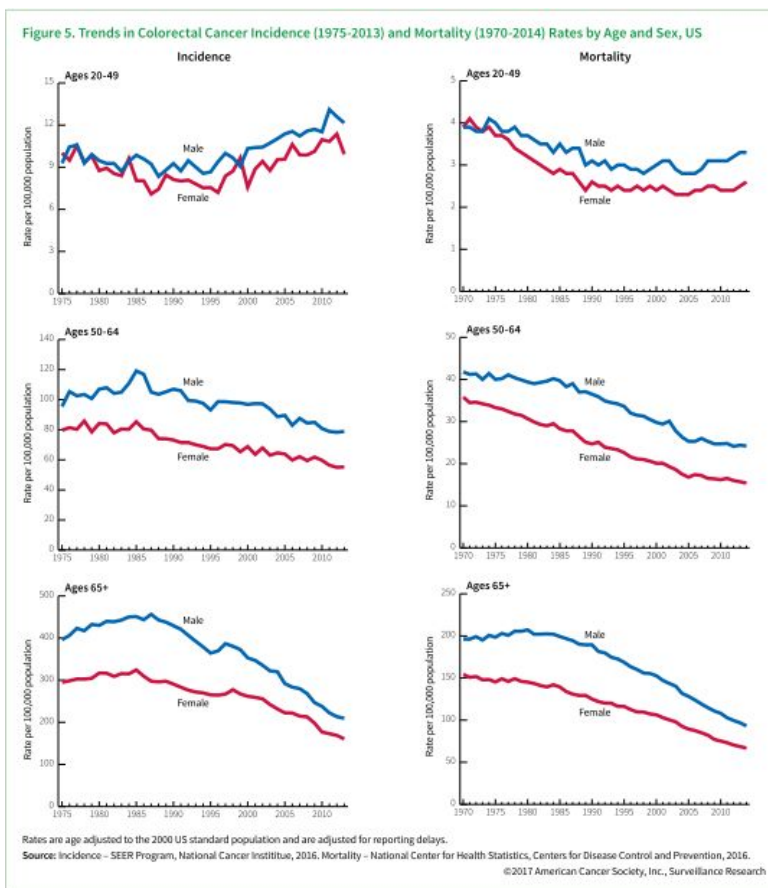 Figure 5. Trends in Colorectal Cancer Incidence (1975-2013) and Mortality (1970-2014) Rates by Age and Sex, US
Incidence
Ages 20-49
Rate per 100,000 population
15
12
9
6
3
0
Male
Female
1975 1980 1985 1990 1995 2000 2005 2010
Mortality
Ages 20-49
Rate per 100,000 population
5
4
3
2
1
0
Male
Female
1970 1975 1980 1985 1990 1995 2000 2005 2010
Ages 50-64
Rate per 100,000 population
140
120
100
80
60
40
20
0
Male
Female
1975 1980 1985 1990 1995 2000 2005 2010
Ages 50-64
Rate per 100,000 population
50
40
30
20
10
0
Male
Female
1970 1975 1980 1985 1990 1995 2000 2005 2010
Ages 65+
Rate per 100,000 population
500
400
300
200
100
0
Male
Female
1975 1980 1985 1990 1995 2000 2005 2010
Ages 65+
Rate per 100,000 population
250
200
150
100
50
0
Male
Female
1970 1975 1980 1985 1990 1995 2000 2005 2010
Rates are age adjusted to the 2000 US standard population and are adjusted for reporting delays.
Source: Incidence – SEER Program, National Cancer Instititue, 2016. Mortality – National Center for Health Statistics, Centers for Disease Control and Prevention, 2016.
©2017 American Cancer Society, Inc., Surveillance Research